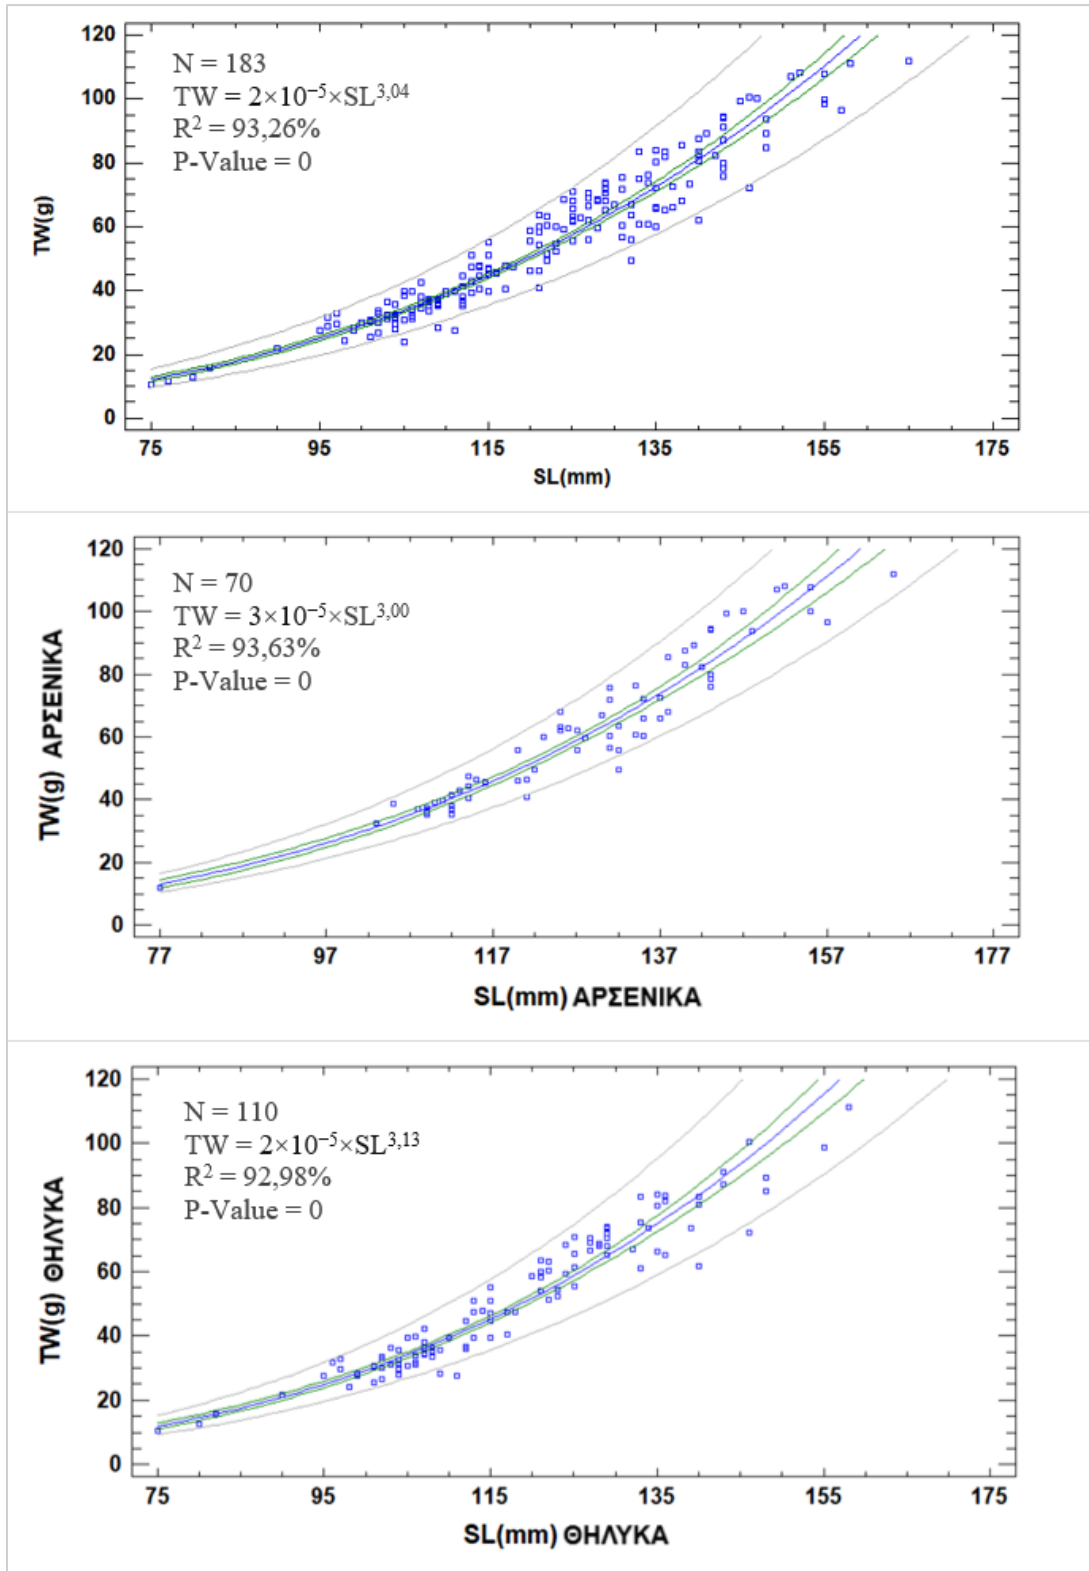 120
100
80
60
40
20
0
TW(g)
N = 183
TW = 2×10⁻⁵×SL³,⁰⁴
R² = 93,26%
P-Value = 0
75 95 115 135 155 175
SL(mm)
120
100
80
60
40
20
0
TW(g) ΑΡΣΕΝΙΚΑ
N = 70
TW = 3×10⁻⁵×SL³,⁰⁰
R² = 93,63%
P-Value = 0
77 97 117 137 157 177
SL(mm) ΑΡΣΕΝΙΚΑ
120
100
80
60
40
20
0
TW(g) ΘΗΛΥΚΑ
N = 110
TW = 2×10⁻⁵×SL³,¹³
R² = 92,98%
P-Value = 0
75 95 115 135 155 175
SL(mm) ΘΗΛΥΚΑ